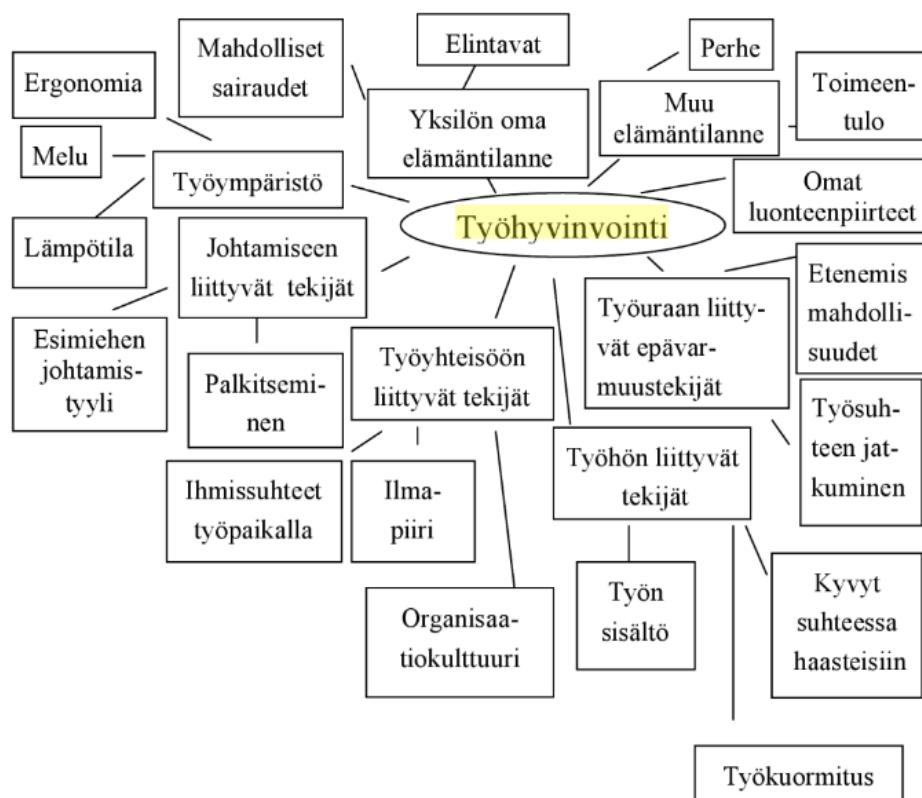 Elintavat
Mahdolliset
sairaudet
Perhe
Ergonomia
Toimeen-
tulo
Muu
elämäntilanne
Yksilön oma
elämäntilanne
Melu
Työympäristö
Omat
luonteenpiirteet
Työhyvinvointi
Lämpötila
Johtamiseen
liittyvät tekijät
Etenemis
mahdolli-
suudet
Työuraan liitty-
vät epävar-
muustekijät
Esimiehen
johtamis-
tyyli
Työyhteisöön
liittyvät tekijät
Palkitsemi-
nen
Työsuh-
teen jat-
kuminen
Työhön liittyvät
tekijät
Ihmissuhteet
työpaikalla
Ilma-
piiri
Kyvyt
suhteessa
haasteisiin
Työn
sisältö
Organisaa-
tiokulttuuri
Työkuormitus